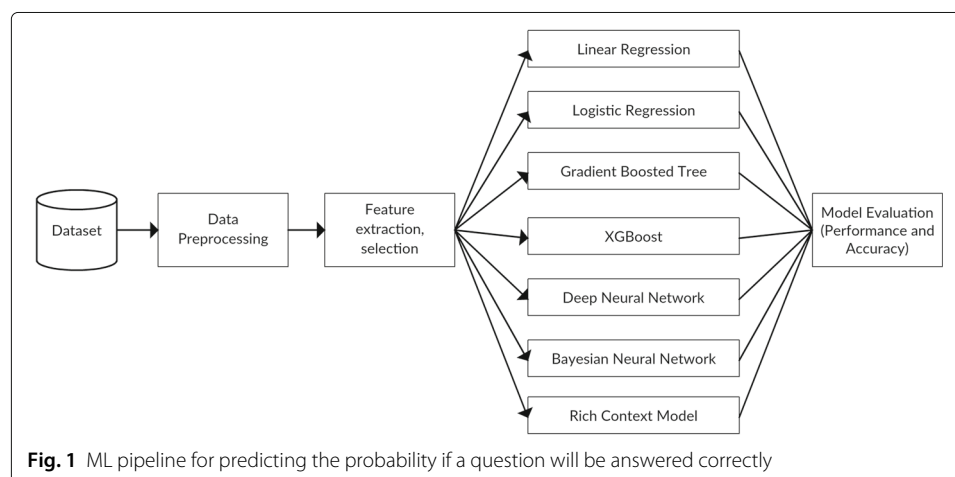 Dataset
Data
Preprocessing
Feature
extraction,
selection
Linear Regression
Logistic Regression
Gradient Boosted Tree
XGBoost
Deep Neural Network
Bayesian Neural Network
Rich Context Model
Model Evaluation
(Performance and
Accuracy)
Fig. 1 ML pipeline for predicting the probability if a question will be answered correctly